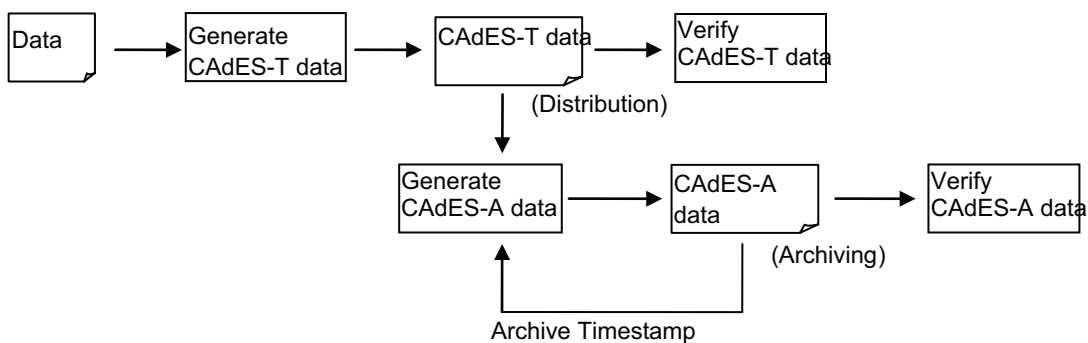 Data
Generate
CAdES-T data
CAdES-T data
Verify
CAdES-T data
(Distribution)
Generate
CAdES-A data
CAdES-A
data
Verify
CAdES-A data
(Archiving)
Archive Timestamp